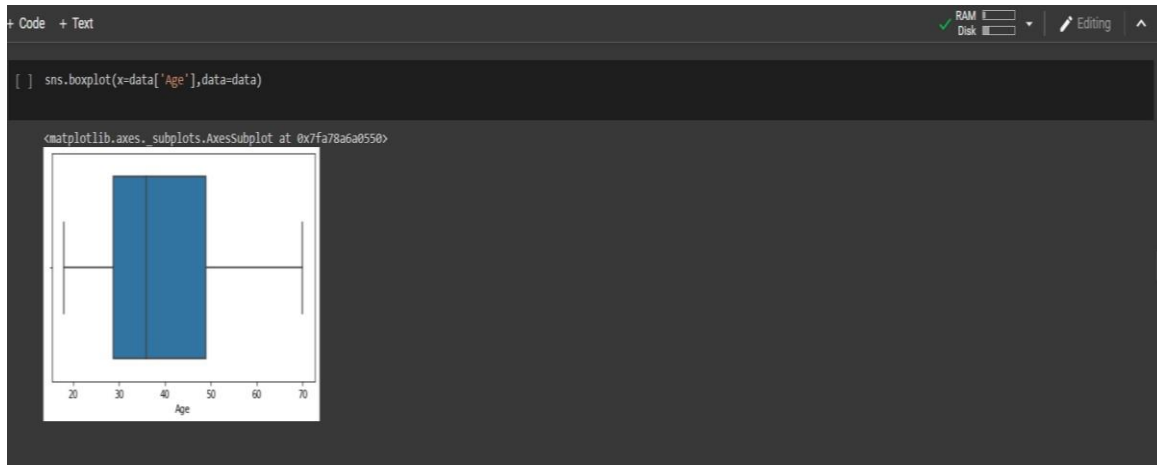 + Code + Text
RAM
Disk
Editing
[ ] sns.boxplot(x=data['Age'],data=data)
<matplotlib.axes._subplots.AxesSubplot at 0x7fa78a6a0550>
20 30 40 50 60 70
Age